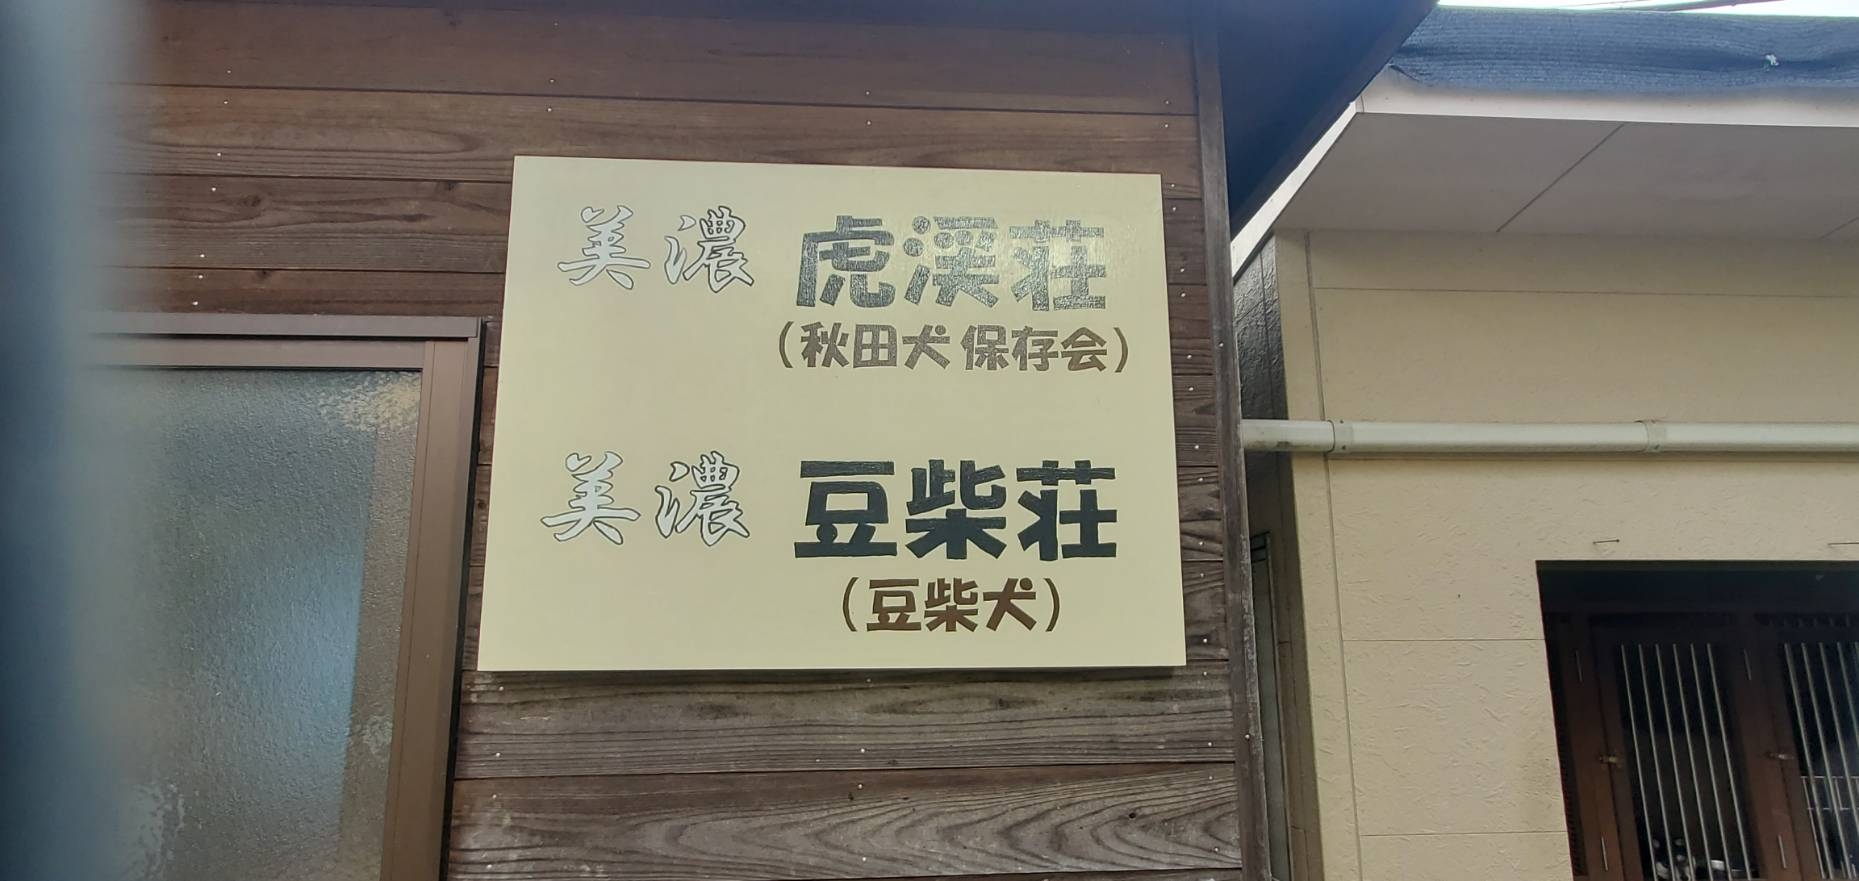 美濃 虎渓荘
(秋田犬 保存会)
美濃 豆柴荘
(豆柴犬)